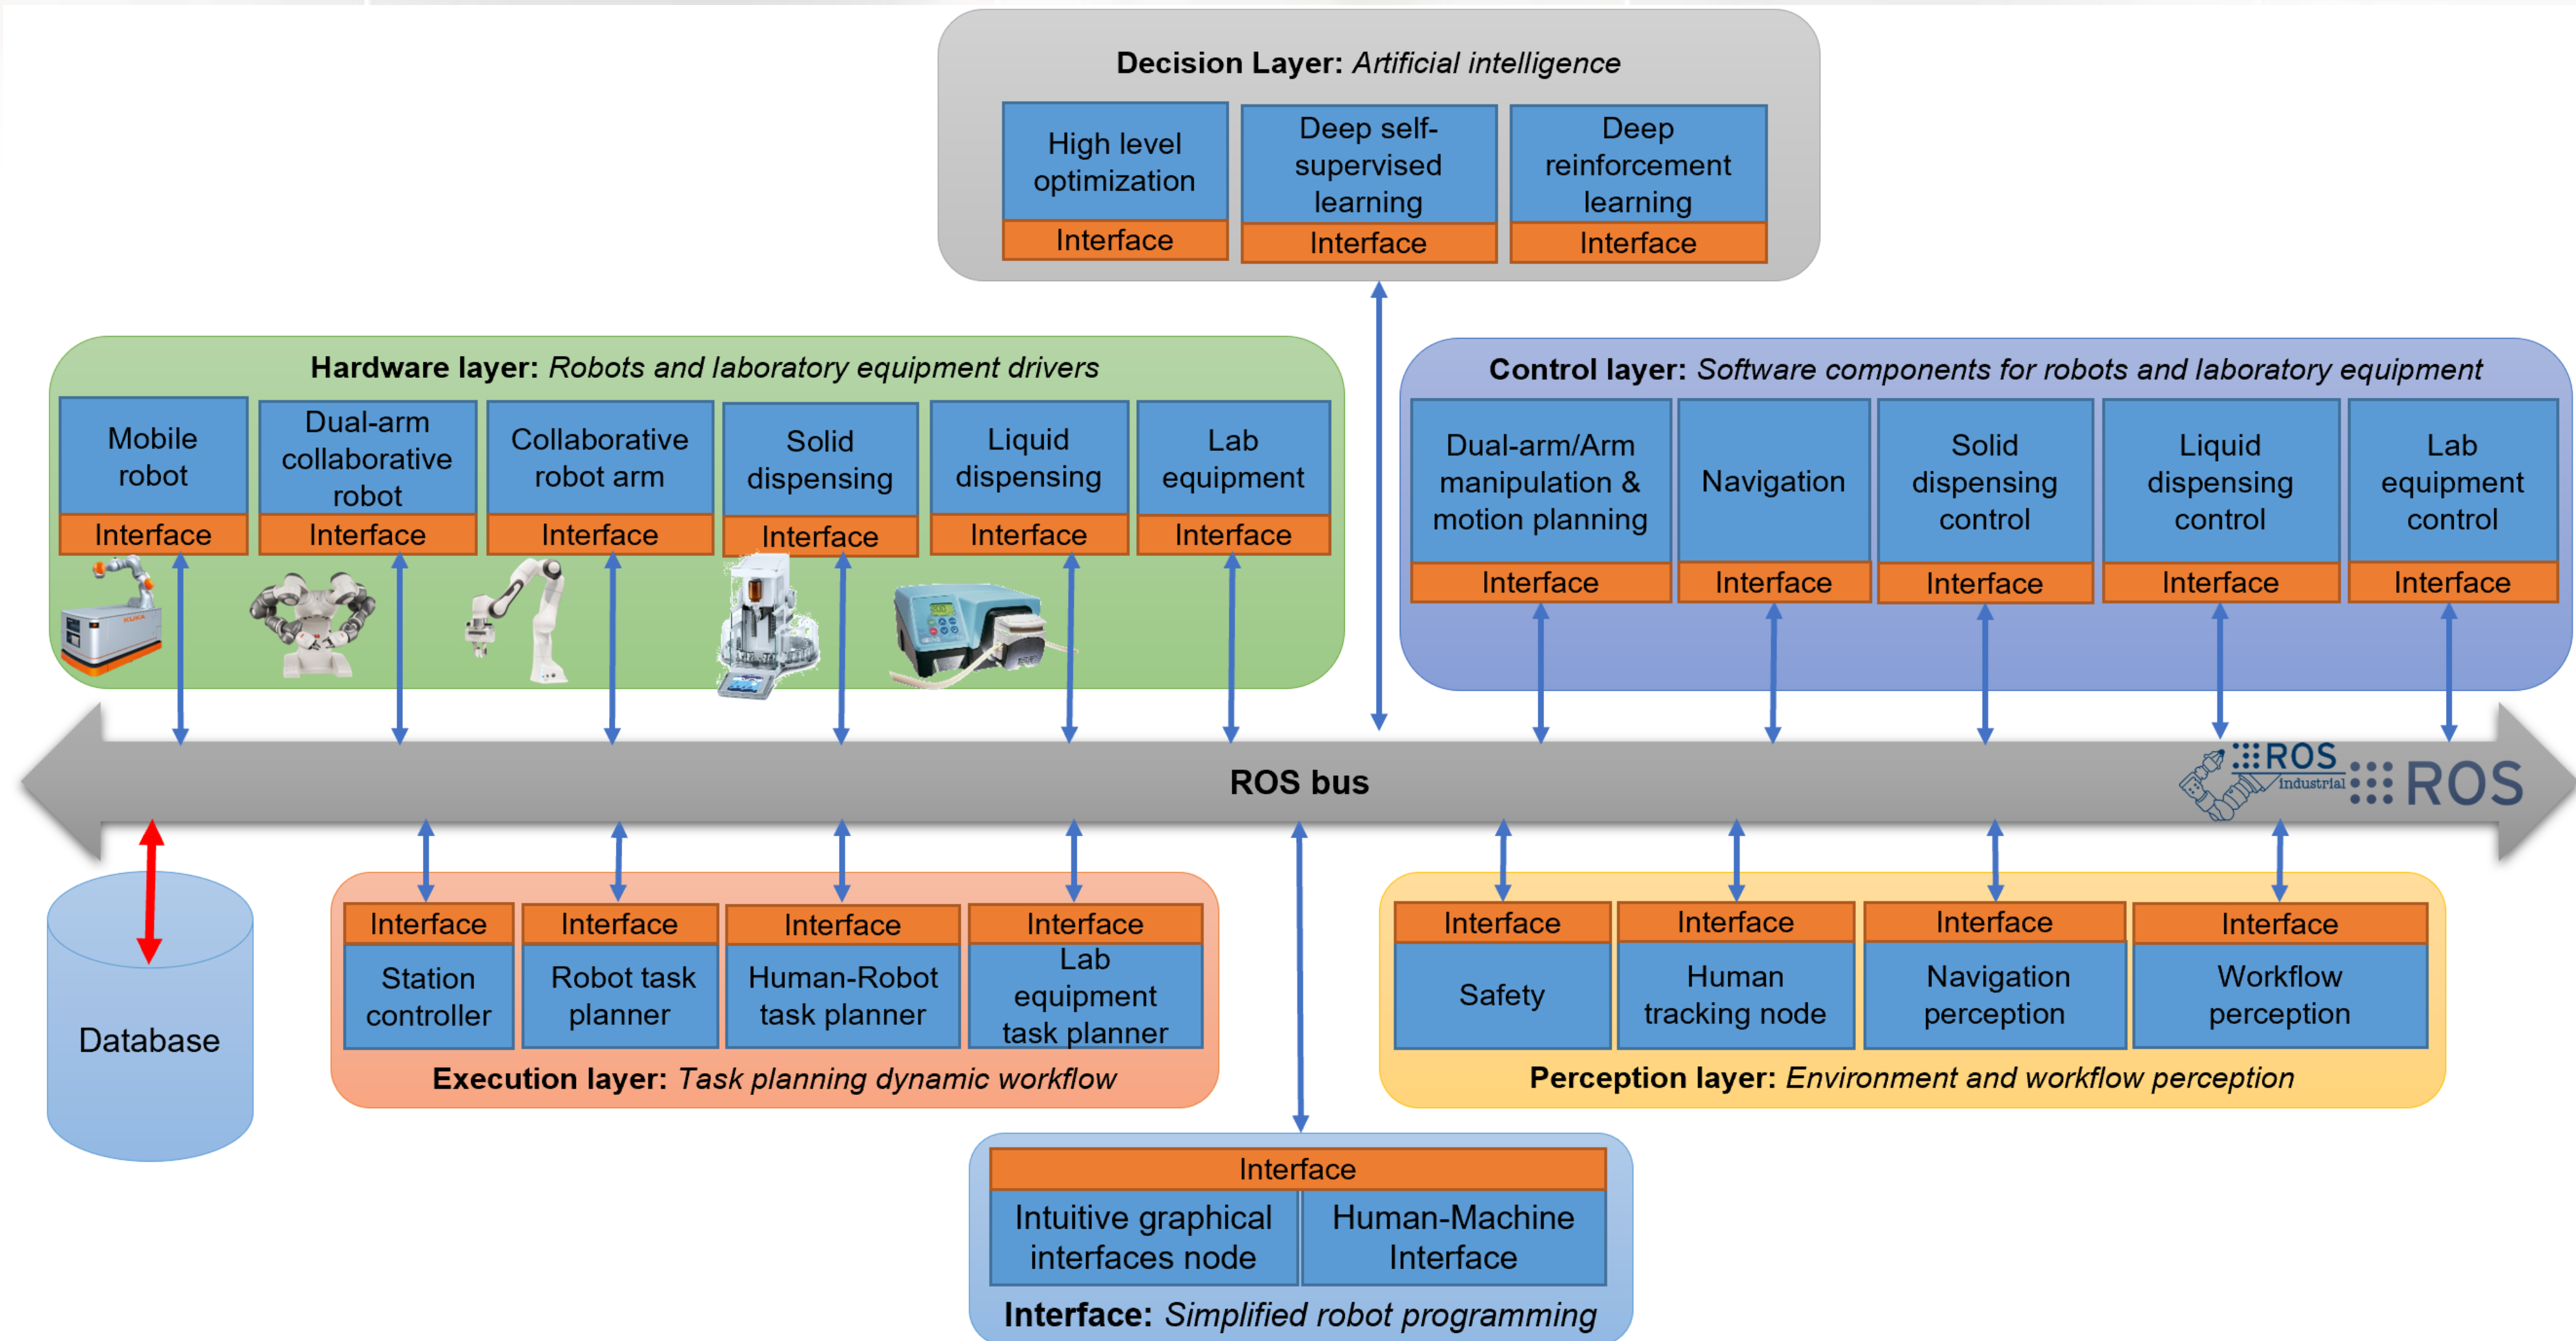 Decision Layer: Artificial intelligence
High level
optimization
Interface
Deep self-
supervised
learning
Interface
Deep
reinforcement
learning
Interface
Hardware layer: Robots and laboratory equipment drivers
Mobile
robot
Interface
Dual-arm
collaborative
robot
Interface
Collaborative
robot arm
Interface
Solid
dispensing
Interface
Liquid
dispensing
Interface
Lab
equipment
Interface
KUKA
Control layer: Software components for robots and laboratory equipment
Dual-arm/Arm
manipulation &
motion planning
Interface
Navigation
Interface
Solid
dispensing
control
Interface
Liquid
dispensing
control
Interface
Lab
equipment
control
Interface
ROS bus
ROS
industrial
ROS
Database
Interface
Station
controller
Interface
Robot task
planner
Interface
Human-Robot
task planner
Interface
Lab
equipment
task planner
Execution layer: Task planning dynamic workflow
Interface
Safety
Interface
Human
tracking node
Interface
Navigation
perception
Interface
Workflow
perception
Perception layer: Environment and workflow perception
Interface
Intuitive graphical
interfaces node
Human-Machine
Interface
Interface: Simplified robot programming